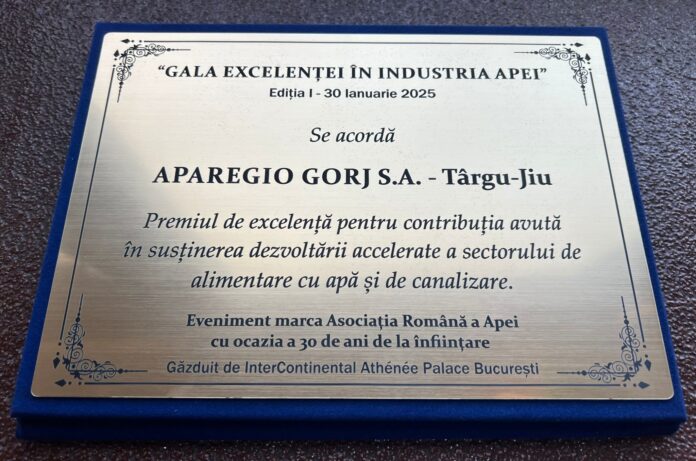 “GALA EXCELENȚEI ÎN INDUSTRIA APEI”
Ediția I - 30 Ianuarie 2025
Se acordă
APAREGIO GORJ S.A. - Târgu-Jiu
Premiul de excelență pentru contribuția avută
în susținerea dezvoltării accelerate a sectorului de
alimentare cu apă și de canalizare.
Eveniment marca Asociația Română a Apei
cu ocazia a 30 de ani de la înființare
Găzduit de InterContinental Athénée Palace București